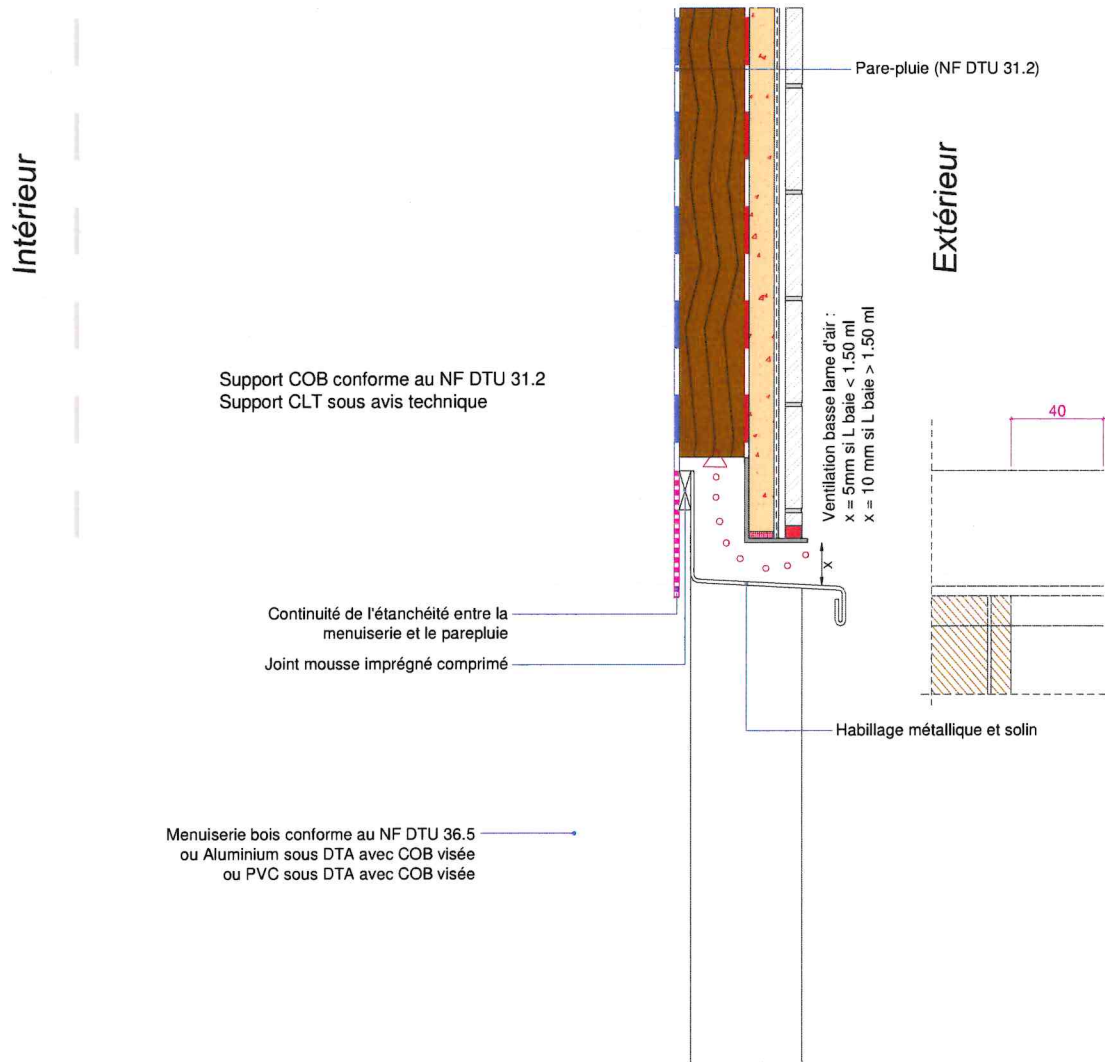 Intérieur
Pare-pluie (NF DTU 31.2)
Extérieur
Support COB conforme au NF DTU 31.2
Support CLT sous avis technique
Ventilation basse lame d'air :
x = 5mm si L baie < 1.50 ml
x = 10 mm si L baie > 1.50 ml
40
x
Continuité de l'étanchéité entre la
menuiserie et le parepluie
Joint mousse imprégné comprimé
Habillage métallique et solin
Menuiserie bois conforme au NF DTU 36.5
ou Aluminium sous DTA avec COB visée
ou PVC sous DTA avec COB visée